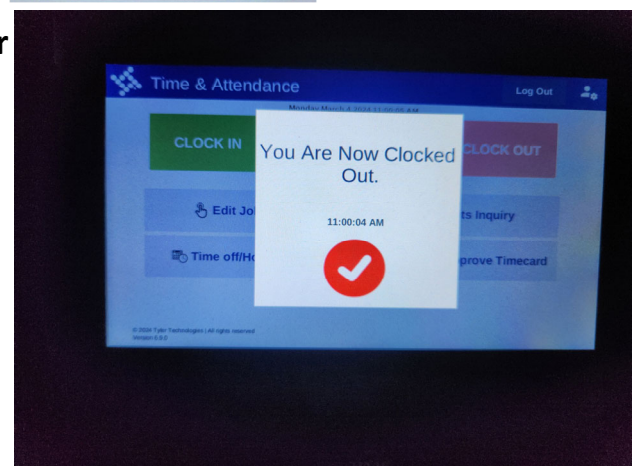 r
Time & Attendance
Log Out
Monday March 4 2024 11:00:05 AM
CLOCK IN
CLOCK OUT
You Are Now Clocked
Out.
11:00:04 AM
Edit Jo
ts Inquiry
Time off/Ho
prove Timecard
© 2024 Tyler Technologies | All rights reserved